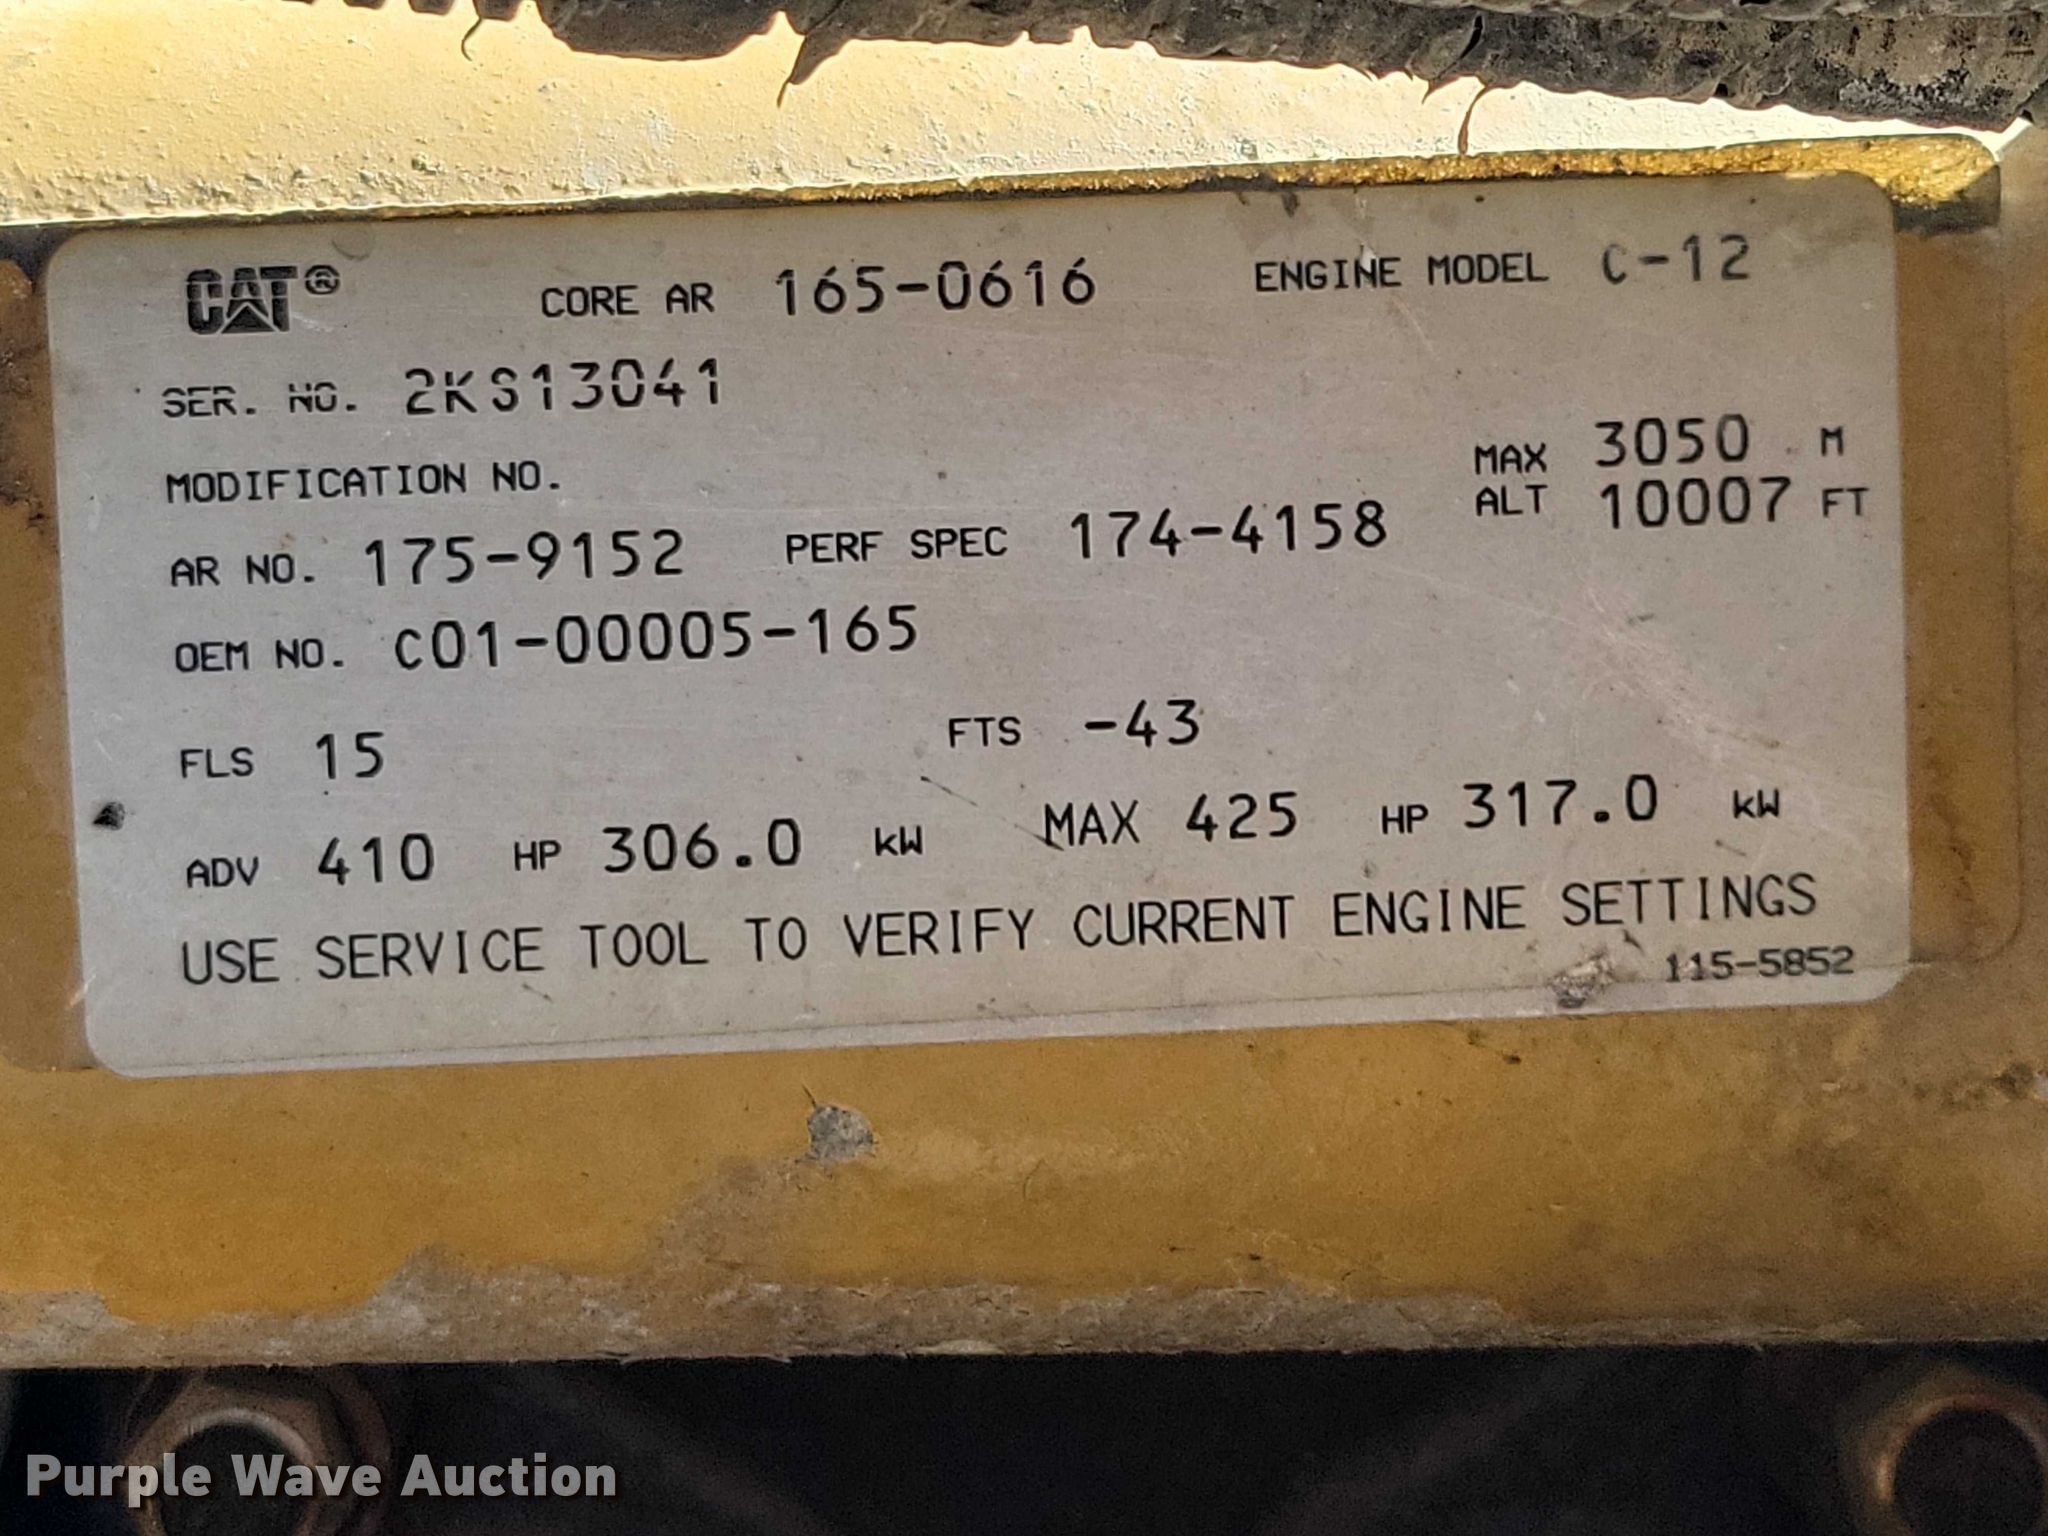 CAT® CORE AR 165-0616 ENGINE MODEL C-12
SER. NO. 2KS13041
MODIFICATION NO.
MAX ALT 3050 M
10007 FT
AR NO. 175-9152 PERF SPEC 174-4158
OEM NO. C01-00005-165
FLS 15 FTS -43
ADV 410 HP 306.0 kW MAX 425 HP 317.0 kW
USE SERVICE TOOL TO VERIFY CURRENT ENGINE SETTINGS
115-5852
Purple Wave Auction